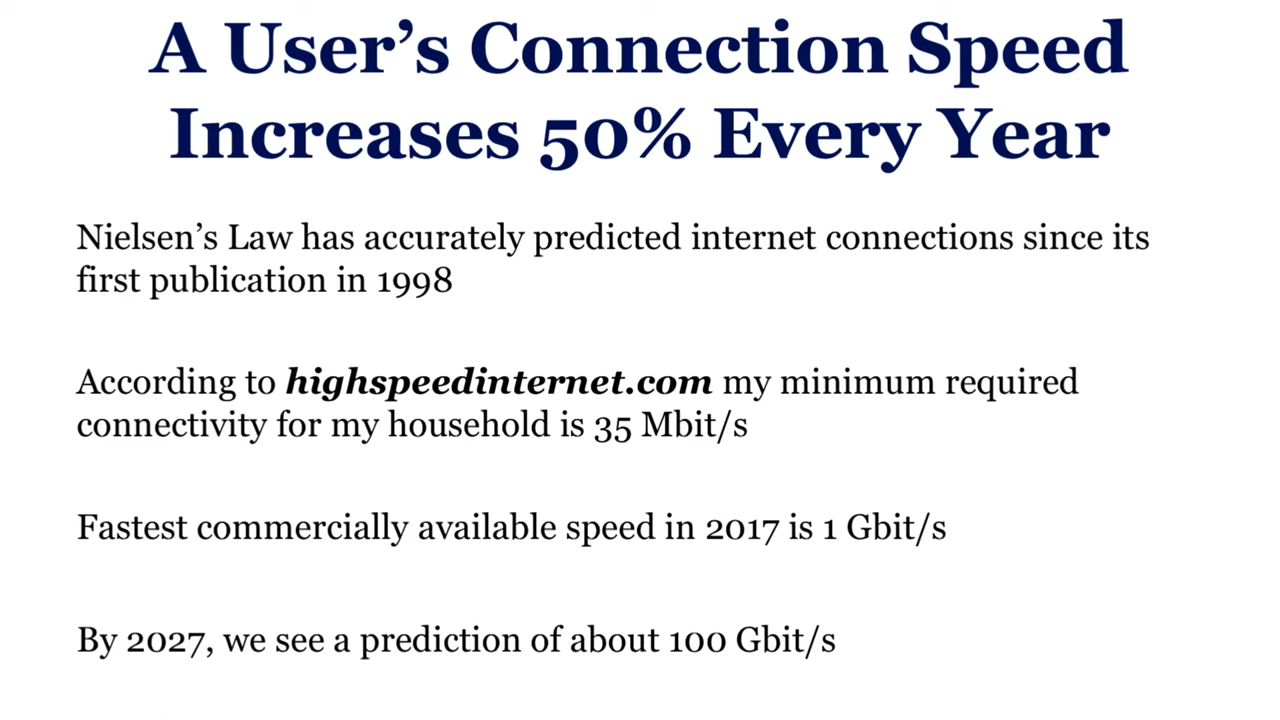 A User’s Connection Speed
Increases 50% Every Year
Nielsen’s Law has accurately predicted internet connections since its
first publication in 1998
According to highspeedinternet.com my minimum required
connectivity for my household is 35 Mbit/s
Fastest commercially available speed in 2017 is 1 Gbit/s
By 2027, we see a prediction of about 100 Gbit/s